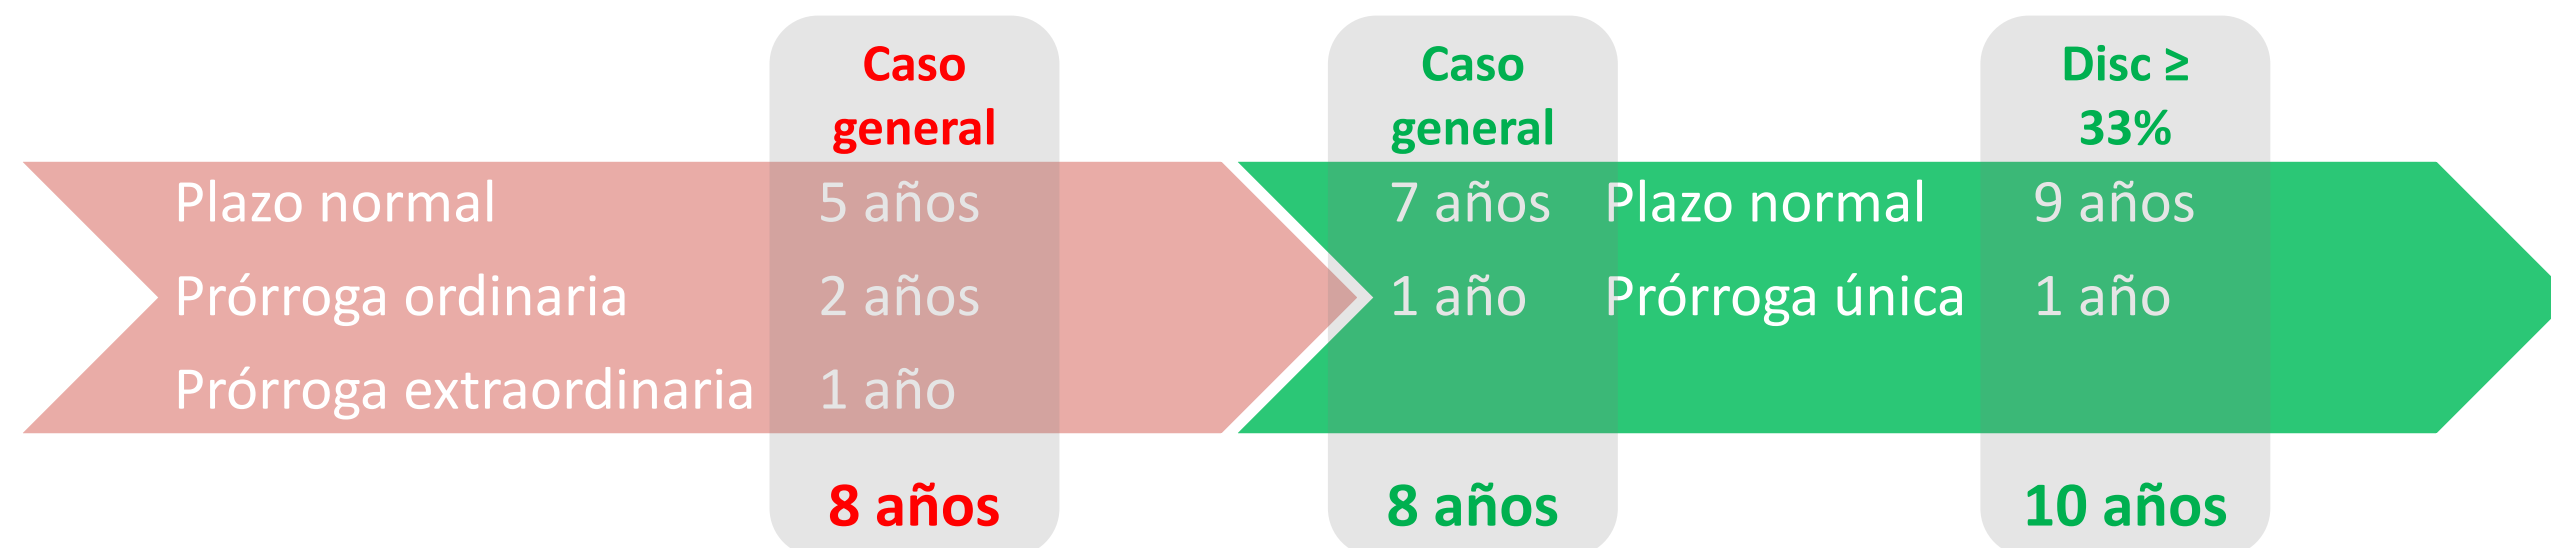 Caso
general
Caso
general
Disc ≥
33%
Plazo normal 5 años 7 años Plazo normal 9 años
Prórroga ordinaria 2 años 1 año Prórroga única 1 año
Prórroga extraordinaria 1 año
8 años 8 años 10 años